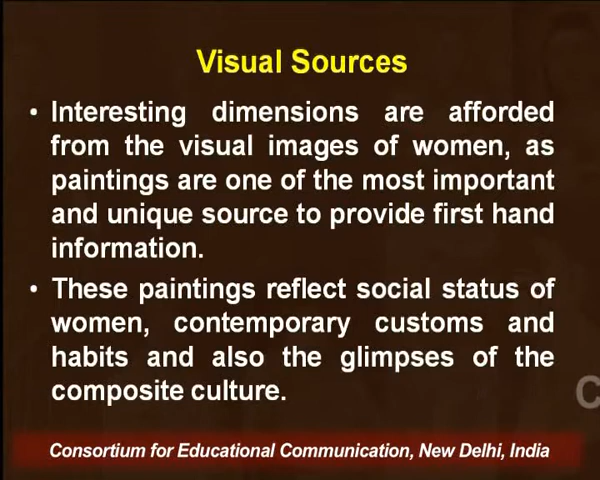 Visual Sources
• Interesting dimensions are afforded
from the visual images of women, as
paintings are one of the most important
and unique source to provide first hand
information.
• These paintings reflect social status of
women, contemporary customs and
habits and also the glimpses of the
composite culture.
C
Consortium for Educational Communication, New Delhi, India